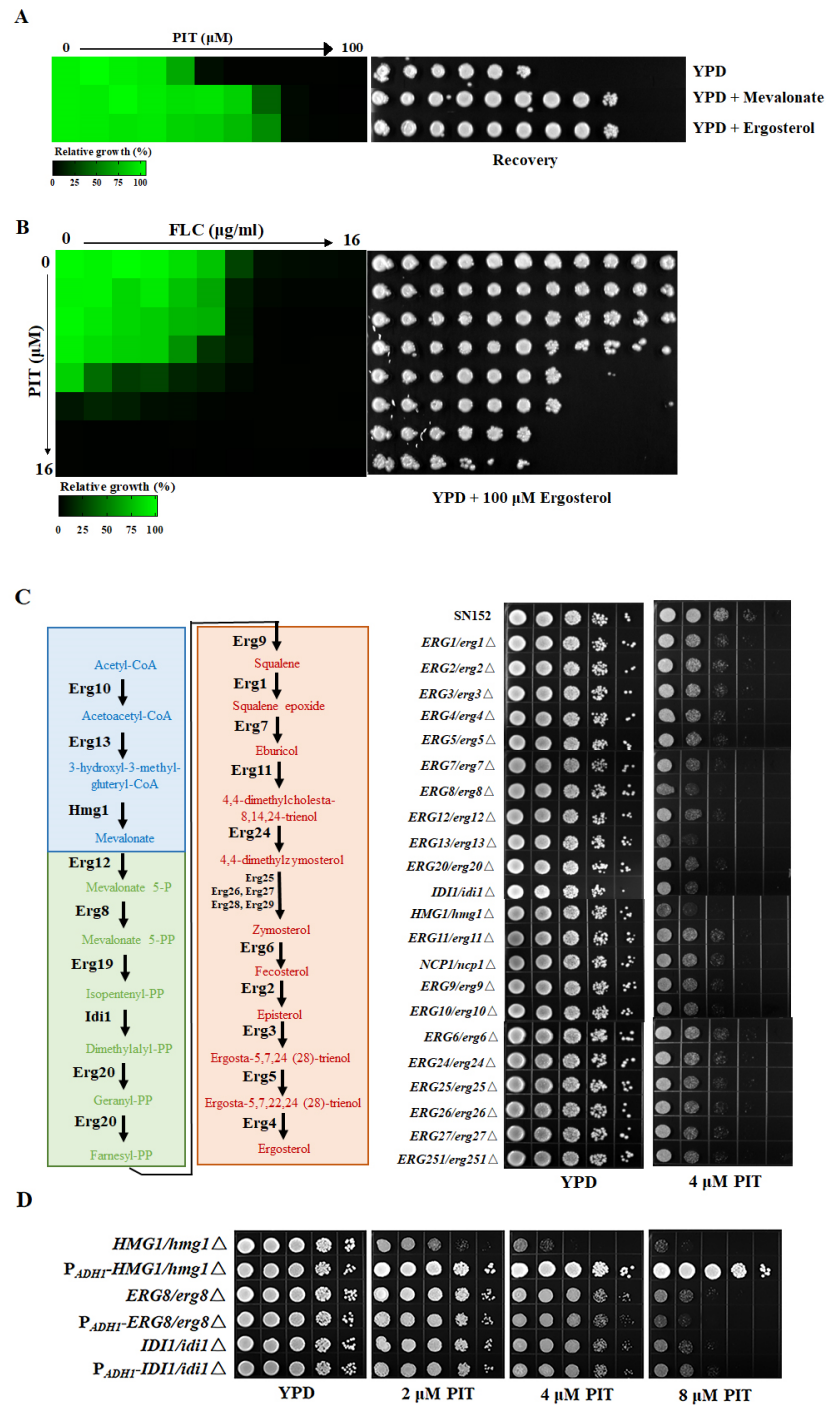 A
PIT (µM)
0
100
YPD
YPD + Mevalonate
YPD + Ergosterol
Relative growth (%)
0 25 50 75 100
Recovery
B
FLC (µg/ml)
0
16
0
PIT (µM)
16
Relative growth (%)
0 25 50 75 100
YPD + 100 µM Ergosterol
C
Acetyl-CoA
Erg10
Acetoacetyl-CoA
Erg13
3-hydroxyl-3-methyl-
gluteryl-CoA
Hmg1
Mevalonate
Erg12
Mevalonate 5-P
Erg8
Mevalonate 5-PP
Erg19
Isopentenyl-PP
Idi1
Dimethylalyl-PP
Erg20
Geranyl-PP
Erg20
Farnesyl-PP
Erg9
Squalene
Erg1
Squalene epoxide
Erg7
Eburicol
Erg11
4,4-dimethylcholesta-
8,14,24-trienol
Erg24
4,4-dimethylzymosterol
Erg25
Erg26, Erg27
Erg28, Erg29
Zymosterol
Erg6
Fecosterol
Erg2
Episterol
Erg3
Ergosta-5,7,24 (28)-trienol
Erg5
Ergosta-5,7,22,24 (28)-trienol
Erg4
Ergosterol
SN152
ERG1/erg1△
ERG2/erg2△
ERG3/erg3△
ERG4/erg4△
ERG5/erg5△
ERG7/erg7△
ERG8/erg8△
ERG12/erg12△
ERG13/erg13△
ERG20/erg20△
IDI1/idi1△
HMG1/hmg1△
ERG11/erg11△
NCP1/ncp1△
ERG9/erg9△
ERG10/erg10△
ERG6/erg6△
ERG24/erg24△
ERG25/erg25△
ERG26/erg26△
ERG27/erg27△
ERG251/erg251△
YPD
4 µM PIT
D
HMG1/hmg1△
PADH1-HMG1/hmg1△
ERG8/erg8△
PADH1-ERG8/erg8△
IDI1/idi1△
PADH1-IDI1/idi1△
YPD
2 µM PIT
4 µM PIT
8 µM PIT